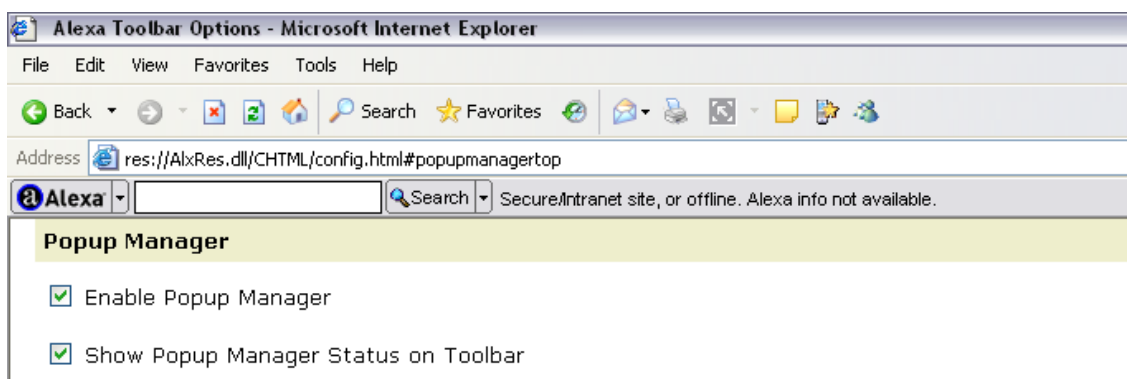 Alexa Toolbar Options - Microsoft Internet Explorer
File Edit View Favorites Tools Help
Back Search Favorites
Address res://AlxRes.dll/CHTML/config.html#popupmanagertop
a Alexa Search Secure/Intranet site, or offline. Alexa info not available.
Popup Manager
Enable Popup Manager
Show Popup Manager Status on Toolbar